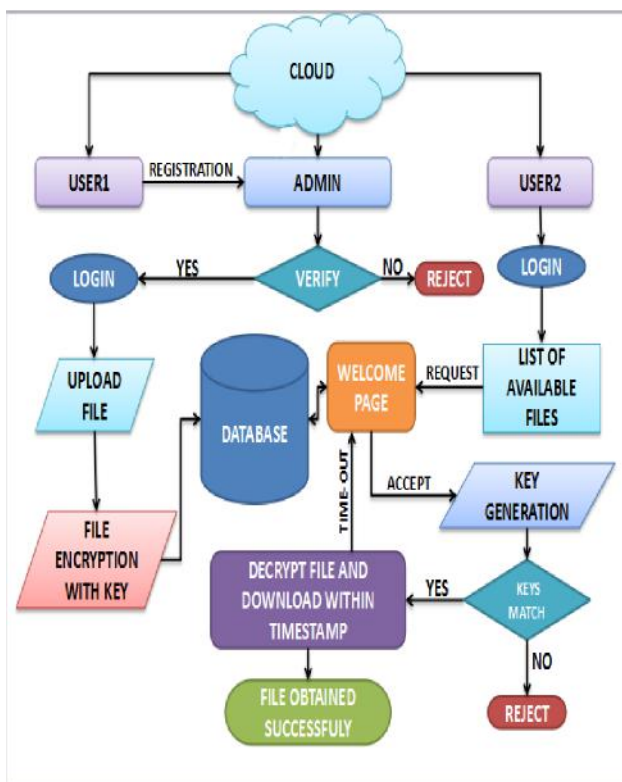 CLOUD
USER1
REGISTRATION
ADMIN
USER2
LOGIN
YES
VERIFY
NO
REJECT
LOGIN
UPLOAD
FILE
DATABASE
WELCOME
PAGE
REQUEST
LIST OF
AVAILABLE
FILES
TIME- OUT
ACCEPT
KEY
GENERATION
FILE
ENCRYPTION
WITH KEY
DECRYPT FILE AND
DOWNLOAD WITHIN
TIMESTAMP
YES
KEYS
MATCH
NO
FILE OBTAINED
SUCCESSFULY
REJECT